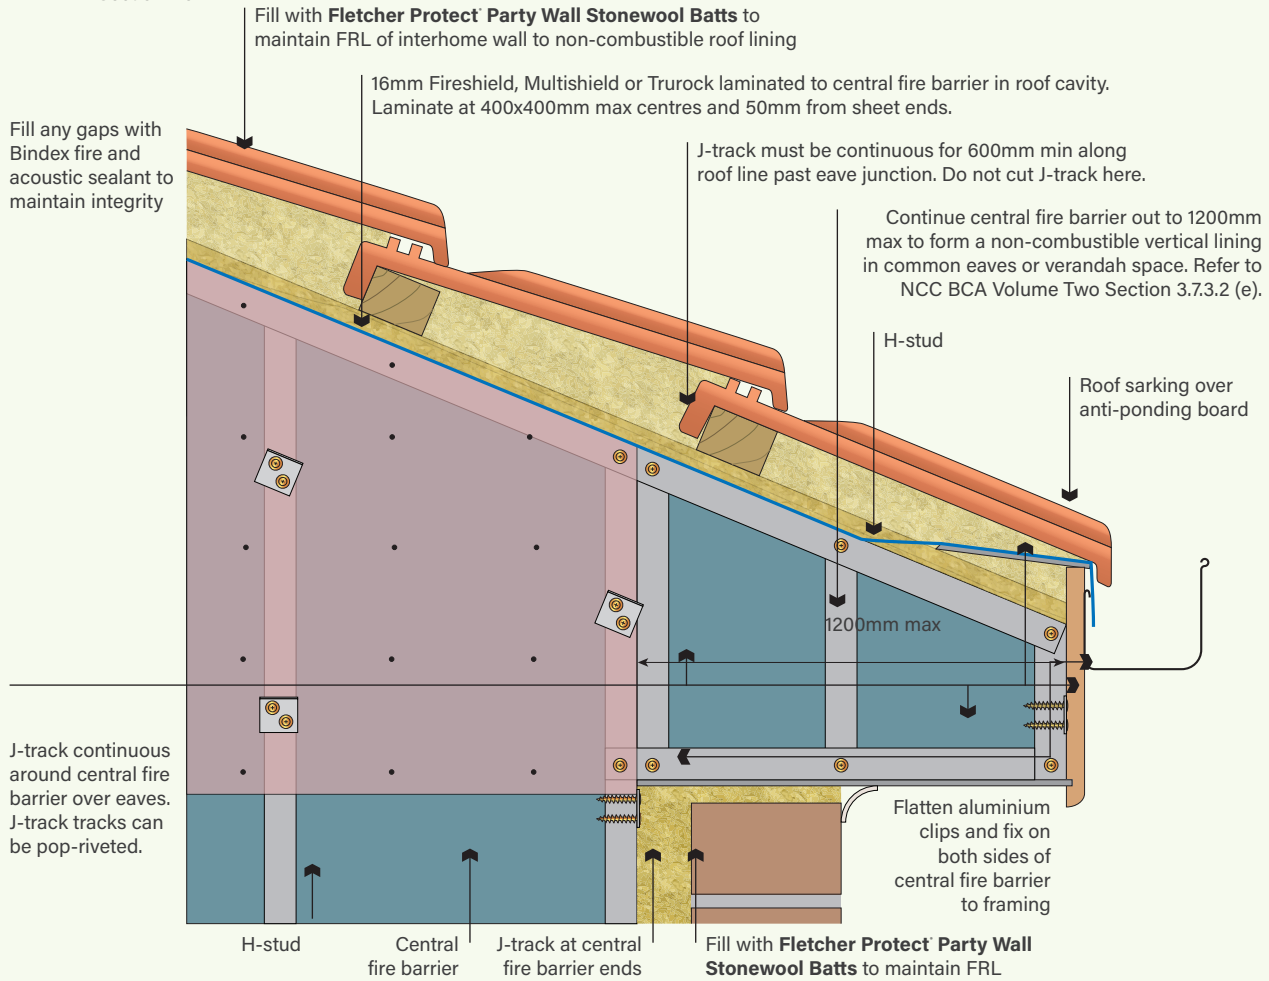 Fill with Fletcher Protect® Party Wall Stonewool Batts to
maintain FRL of interhome wall to non-combustible roof lining
16mm Fireshield, Multishield or Trurock laminated to central fire barrier in roof cavity.
Laminate at 400x400mm max centres and 50mm from sheet ends.
Fill any gaps with
Bindex fire and
acoustic sealant to
maintain integrity
J-track must be continuous for 600mm min along
roof line past eave junction. Do not cut J-track here.
Continue central fire barrier out to 1200mm
max to form a non-combustible vertical lining
in common eaves or verandah space. Refer to
NCC BCA Volume Two Section 3.7.3.2 (e).
H-stud
Roof sarking over
anti-ponding board
1200mm max
J-track continuous
around central fire
barrier over eaves.
J-track tracks can
be pop-riveted.
Flatten aluminium
clips and fix on
both sides of
central fire barrier
to framing
H-stud
Central
fire barrier
J-track at central
fire barrier ends
Fill with Fletcher Protect® Party Wall
Stonewool Batts to maintain FRL